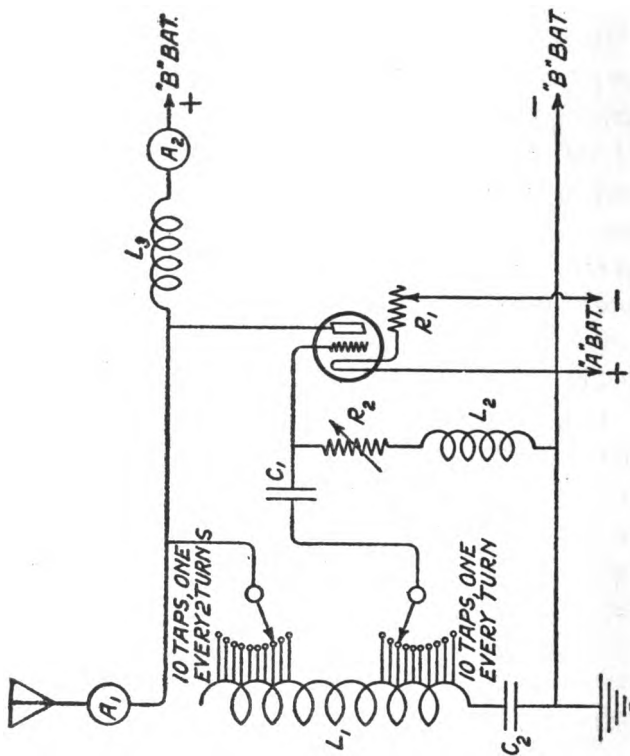 A₂
"B" BAT.
+
L₃
A₁
10 TAPS, ONE
EVERY 2 TURNS
C₁
R₁
R₂
L₂
"A" BAT.
+
−
L₁
10 TAPS, ONE
EVERY TURN
C₂
−
"B" BAT